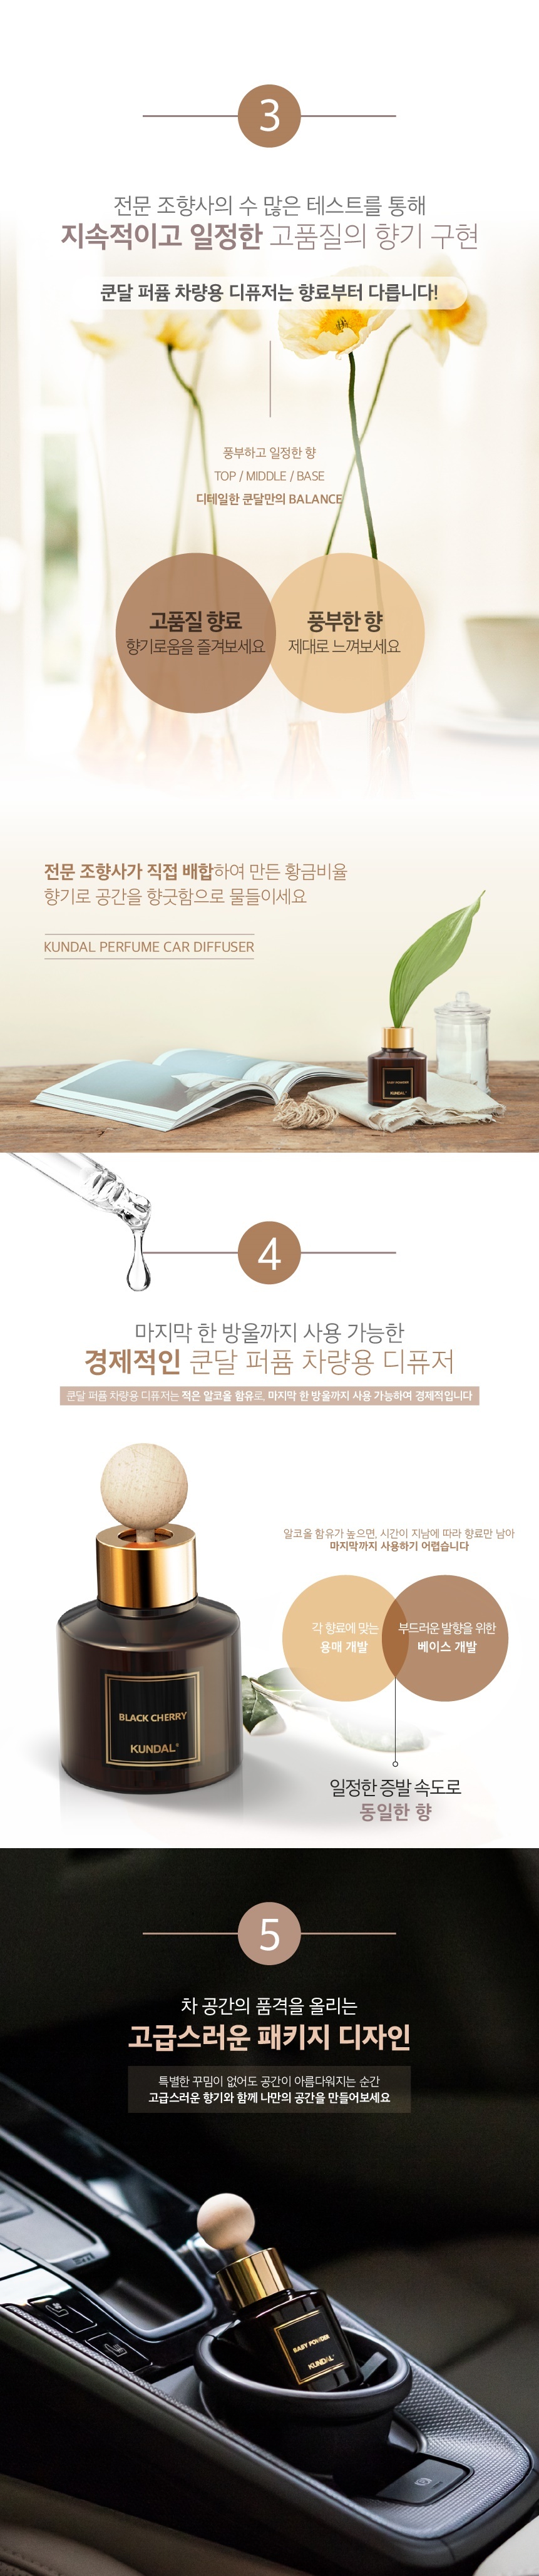 3
전문 조향사의 수 많은 테스트를 통해
지속적이고 일정한 고품질의 향기 구현
쿤달 퍼퓸 차량용 디퓨저는 향료부터 다릅니다!
풍부하고 일정한 향
TOP / MIDDLE / BASE
디테일한 쿤달만의 BALANCE
고품질 향료
향기로움을 즐겨보세요
풍부한 향
제대로 느껴보세요
전문 조향사가 직접 배합하여 만든 황금비율
향기로 공간을 향긋함으로 물들이세요
KUNDAL PERFUME CAR DIFFUSER
KUNDAL
4
마지막 한 방울까지 사용 가능한
경제적인 쿤달 퍼퓸 차량용 디퓨저
쿤달 퍼퓸 차량용 디퓨저는 적은 알코올 함유로, 마지막 한 방울까지 사용 가능하여 경제적입니다
알코올 함유가 높으면, 시간이 지남에 따라 향료만 남아
마지막까지 사용하기 어렵습니다
각 향료에 맞는
용매 개발
부드러운 발향을 위한
베이스 개발
BLACK CHERRY
KUNDAL®
일정한 증발 속도로
동일한 향
5
차 공간의 품격을 올리는
고급스러운 패키지 디자인
특별한 꾸밈이 없어도 공간이 아름다워지는 순간
고급스러운 향기와 함께 나만의 공간을 만들어보세요
BABY POWDER
KUNDAL®